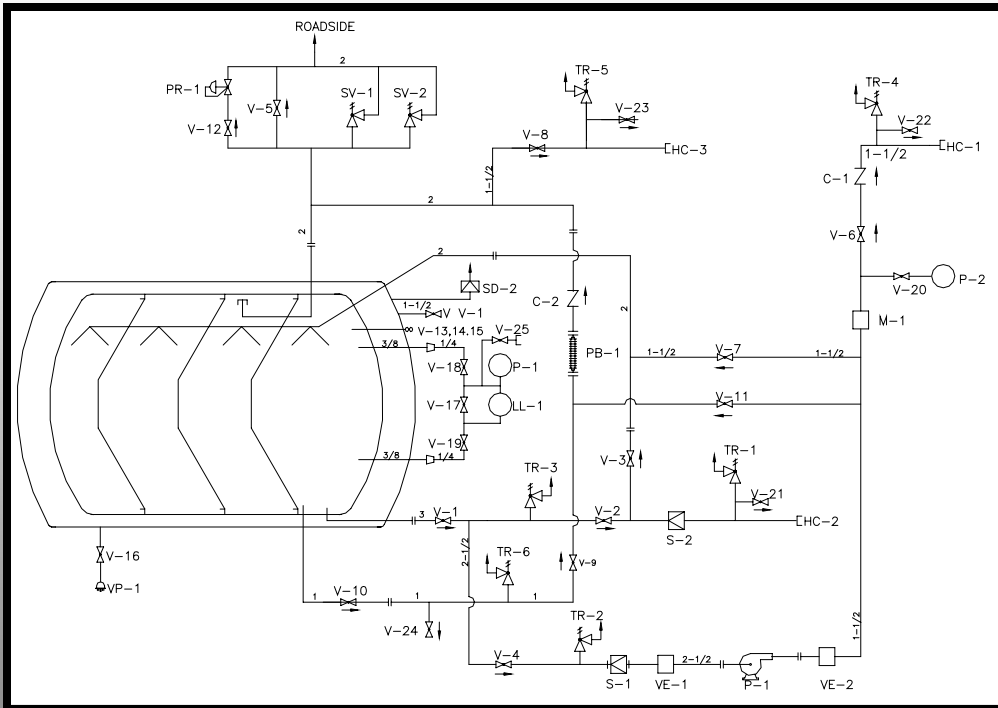 ROADSIDE
2
TR-5
TR-4
PR-1
SV-1
SV-2
V-5
V-23
V-22
V-12
V-8
HC-3
1-1/2
HC-1
C-1
1-1/2
2
2
V-6
2
SD-2
V-20
P-2
1-1/2
V
V-1
C-2
2
M-1
V-13,14.15
V-25
3/8
1/4
PB-1
V-7
1-1/2
1-1/2
V-18
P-1
V-17
LL-1
V-11
V-19
3/8
1/4
V-3
TR-3
TR-1
V-21
3
V-1
V-2
S-2
HC-2
V-16
2-1/2
TR-6
V-9
VP-1
V-10
1
1
1
V-24
TR-2
1-1/2
V-4
S-1
VE-1
2-1/2
P-1
VE-2